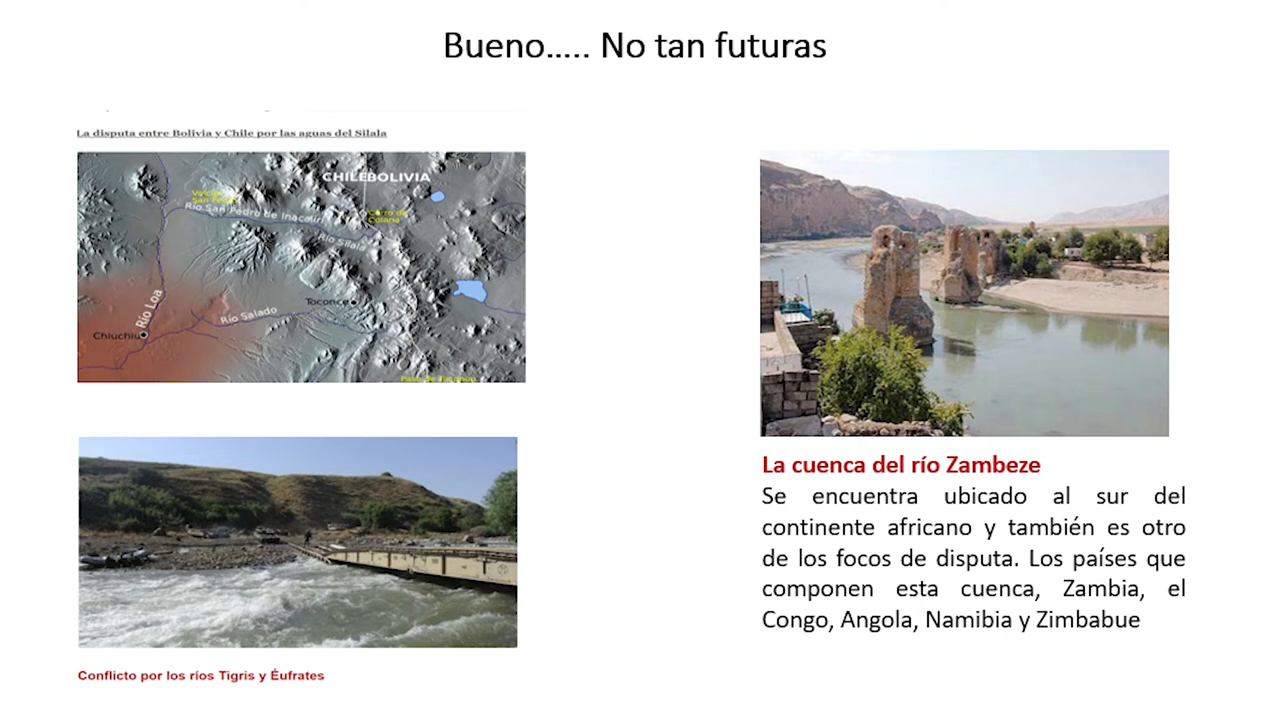 Bueno….. No tan futuras
La disputa entre Bolivia y Chile por las aguas del Silala
CHILE
BOLIVIA
Volcán
San Pedro
Río San Pedro de Inacaliri
Cerro de
Colana
Río Silala
Río Loa
Toconce
Río Salado
Chiuchiu
Conflicto por los ríos Tigris y Éufrates
La cuenca del río Zambeze
Se encuentra ubicado al sur del
continente africano y también es otro
de los focos de disputa. Los países que
componen esta cuenca, Zambia, el
Congo, Angola, Namibia y Zimbabue